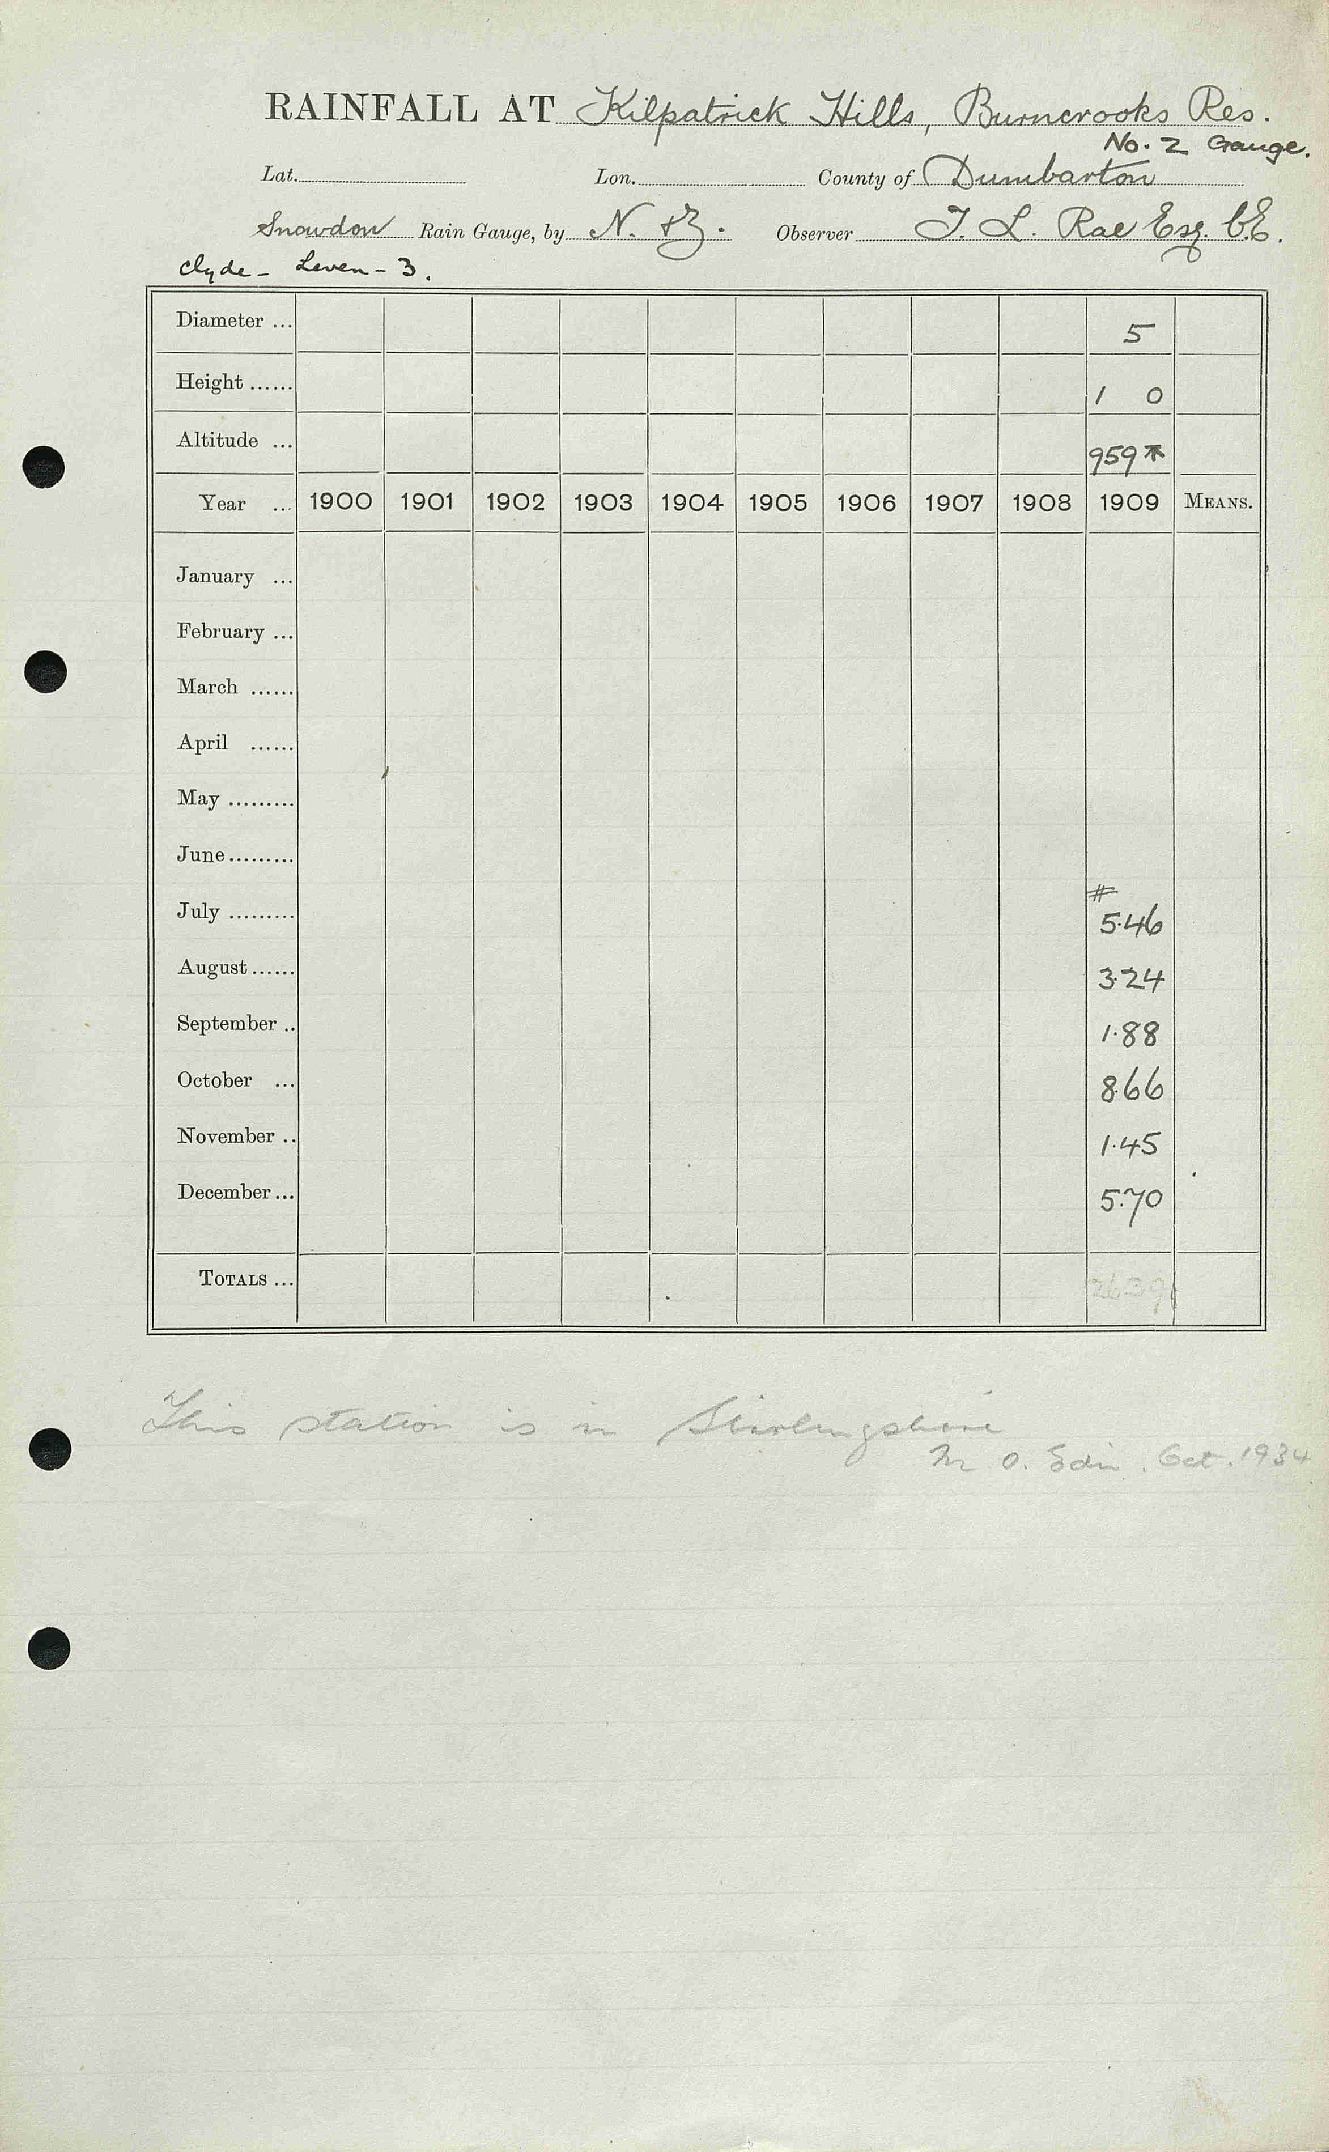 RAINFALL AT Kilpatrick Hills, Burncrooks Res.
No. 2 Gauge.
Lat. Lon. County of Dumbarton
Snowdon Rain Gauge, by N. & Z. Observer T. L. Rae Esq. C.E.
Clyde - Leven - 3.
Diameter ... 5
Height ...... 1 0
Altitude ... 959
Year ... 1900 1901 1902 1903 1904 1905 1906 1907 1908 1909 MEANS.
January ...
February ...
March ......
April ......
May .........
June.........
July ......... # 5.46
August...... 3.24
September .. 1.88
October ... 8.66
November .. 1.45
December... 5.70
TOTALS ... 26.39
This station is in Stirlingshire
M. O. Edin. Oct. 1934